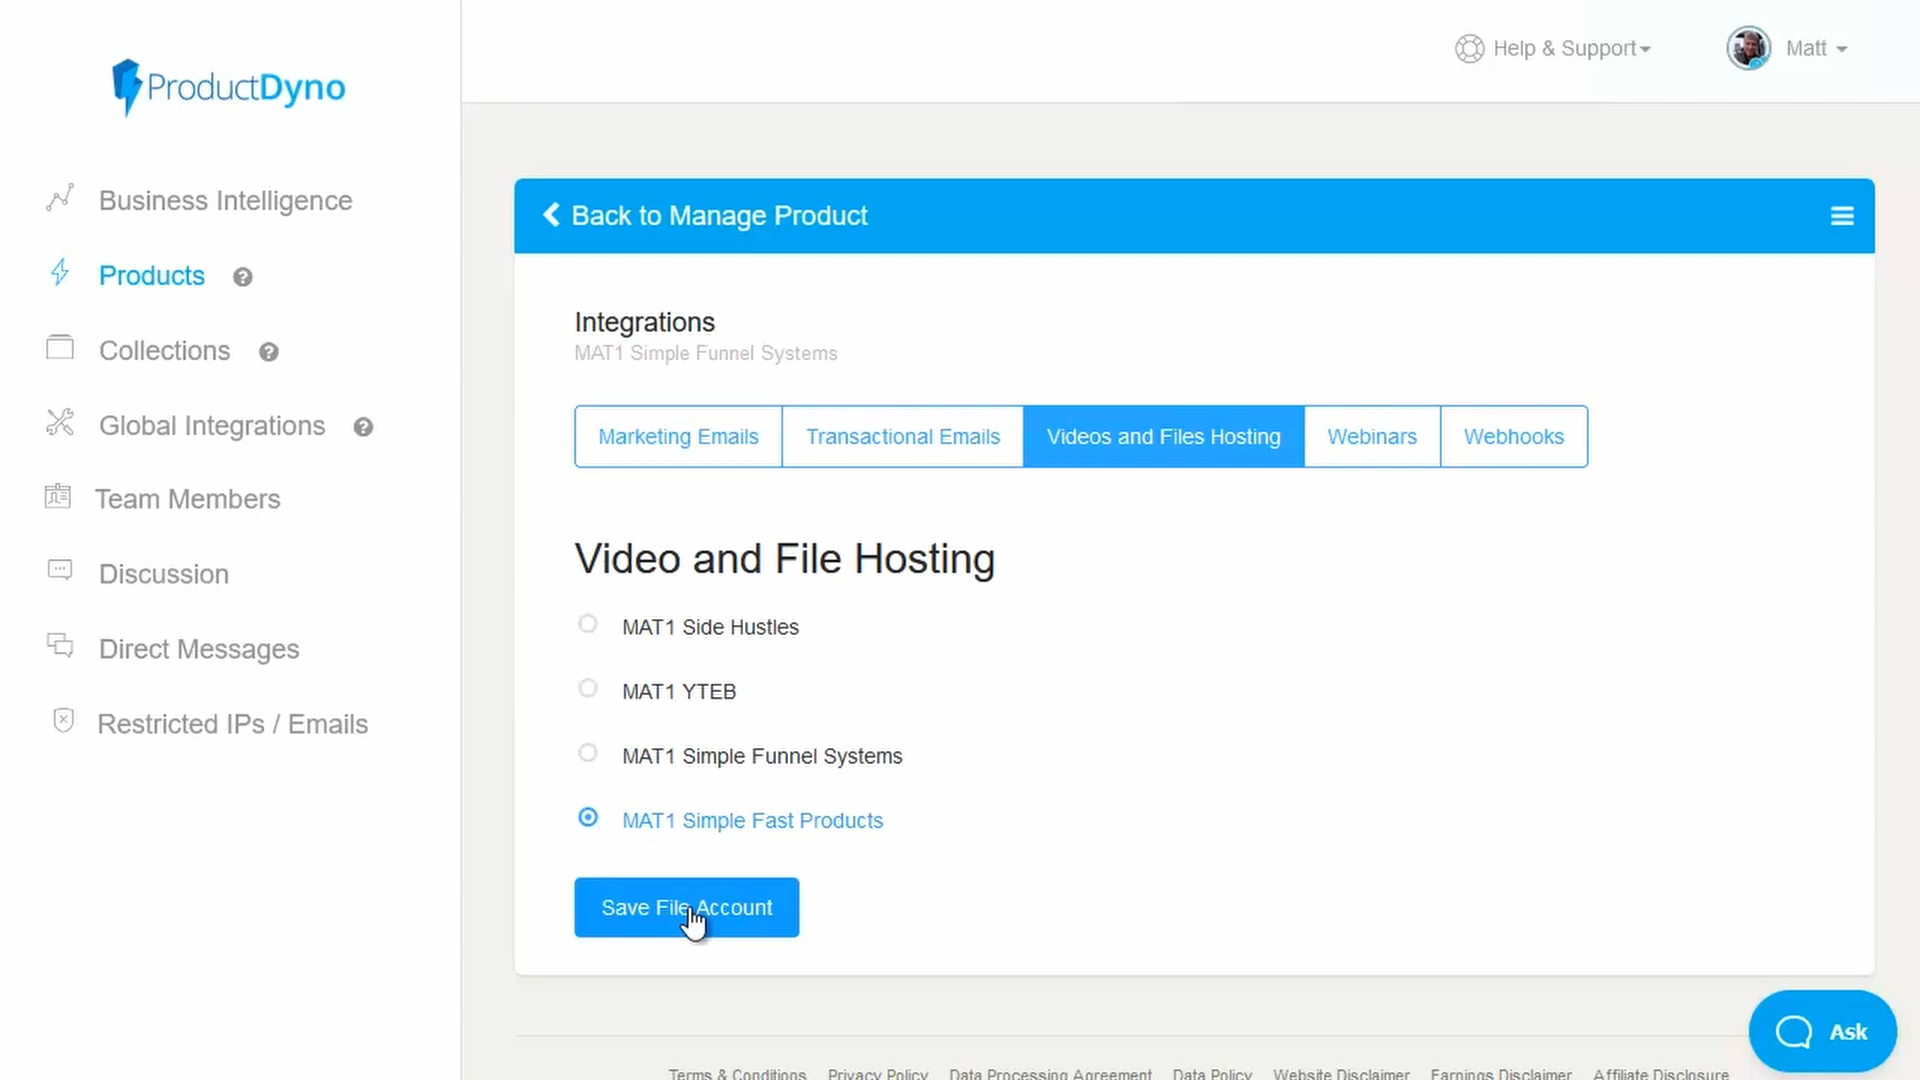 ProductDyno
Help & Support
Matt
Business Intelligence
Products ?
Collections ?
Global Integrations ?
Team Members
Discussion
Direct Messages
Restricted IPs / Emails
Back to Manage Product
Integrations
MAT1 Simple Funnel Systems
Marketing Emails Transactional Emails Videos and Files Hosting Webinars Webhooks
Video and File Hosting
MAT1 Side Hustles
MAT1 YTEB
MAT1 Simple Funnel Systems
MAT1 Simple Fast Products
Save File Account
Ask
Terms & Conditions Privacy Policy Data Processing Agreement Data Policy Website Disclaimer Earnings Disclaimer Affiliate Disclosure